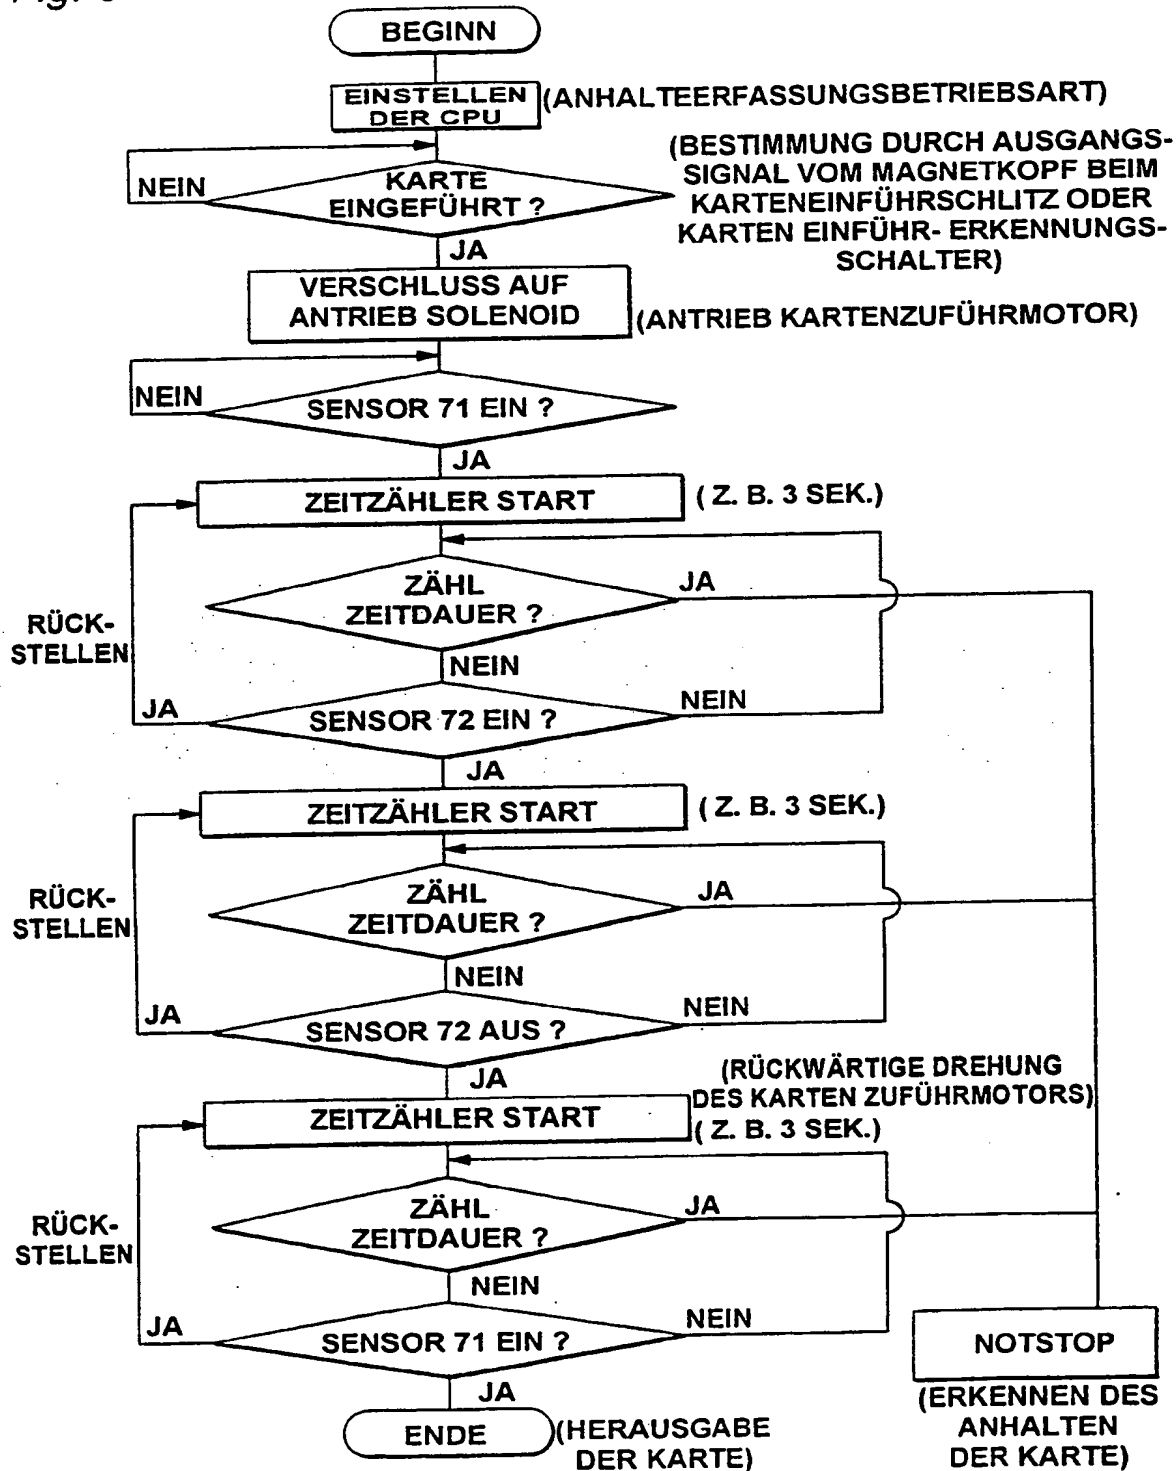 BEGINN
EINSTELLEN
DER CPU
(ANHALTEERFASSUNGSBETRIEBSART)
NEIN
KARTE
EINGEFÜHRT ?
(BESTIMMUNG DURCH AUSGANGS-
SIGNAL VOM MAGNETKOPF BEIM
KARTENEINFÜHRSCHLITZ ODER
KARTEN EINFÜHR- ERKENNUNGS-
SCHALTER)
JA
VERSCHLUSS AUF
ANTRIEB SOLENOID
(ANTRIEB KARTENZUFÜHRMOTOR)
NEIN
SENSOR 71 EIN ?
JA
ZEITZÄHLER START
( Z. B. 3 SEK.)
ZÄHL
ZEITDAUER ?
JA
RÜCK-
STELLEN
NEIN
JA
SENSOR 72 EIN ?
NEIN
JA
ZEITZÄHLER START
( Z. B. 3 SEK.)
ZÄHL
ZEITDAUER ?
JA
RÜCK-
STELLEN
NEIN
JA
SENSOR 72 AUS ?
NEIN
JA
(RÜCKWÄRTIGE DREHUNG
DES KARTEN ZUFÜHRMOTORS)
ZEITZÄHLER START
( Z. B. 3 SEK.)
ZÄHL
ZEITDAUER ?
JA
RÜCK-
STELLEN
NEIN
JA
SENSOR 71 EIN ?
NEIN
NOTSTOP
(ERKENNEN DES
ANHALTEN
DER KARTE)
JA
ENDE
(HERAUSGABE
DER KARTE)